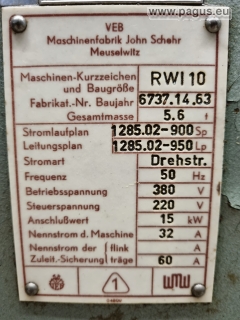 www.pagus.eu
VEB
Maschinenfabrik John Schehr
Meuselwitz
Maschinen-Kurzzeichen und Baugröße RWI 10
Fabrikat.-Nr. Baujahr 6737.14.63
Gesamtmasse 5.6 t
Stromlaufplan 1285.02-900 Sp
Leitungsplan 1285.02-950 Lp
Stromart Drehstr.
Frequenz 50 Hz
Betriebsspannung 380 V
Steuerspannung 220 V
Anschlußwert 15 kW
Nennstrom d. Maschine 32 A
Nennstrom der flink A
Zuleit.-Sicherung träge 60 A
1
WMW